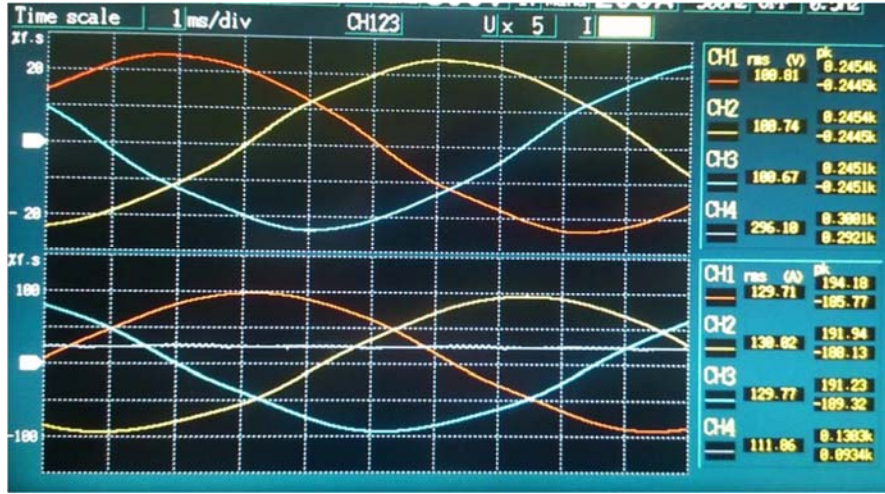 Time scale 1 ms/div CH123 U x 5 I
%f.s
20
- 20
%f.s
100
-100
CH1 rms (V) pk
100.81 0.2454k
-0.2445k
CH2
100.74 0.2454k
-0.2445k
CH3
100.67 0.2451k
-0.2451k
CH4
296.10 0.3001k
0.2921k
CH1 rms (A) pk
129.71 194.18
-185.77
CH2
130.02 191.94
-188.13
CH3
129.77 191.23
-189.32
CH4
111.86 0.1303k
0.0934k